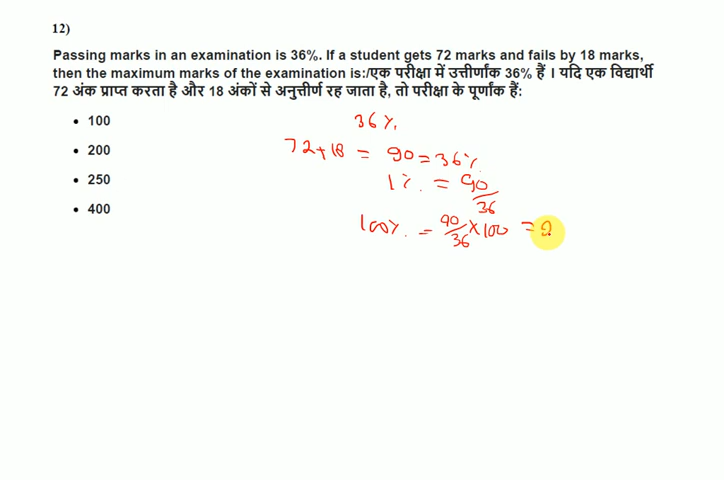 12)
Passing marks in an examination is 36%. If a student gets 72 marks and fails by 18 marks,
then the maximum marks of the examination is:/एक परीक्षा में उत्तीर्णांक 36% हैं । यदि एक विद्यार्थी
72 अंक प्राप्त करता है और 18 अंकों से अनुत्तीर्ण रह जाता है, तो परीक्षा के पूर्णांक हैं:
• 100
• 200
• 250
• 400
36%
72+18 = 90 = 36%
1% = 90/36
100% = 90/36 × 100 = 2